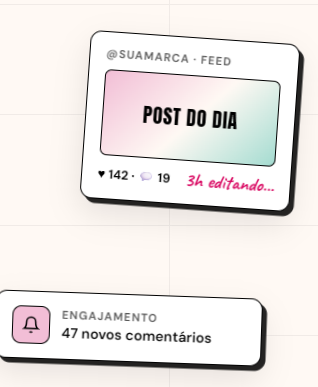 @SUAMARCA · FEED
POST DO DIA
♥ 142 · 💬 19 3h editando...
ENGAJAMENTO
47 novos comentários